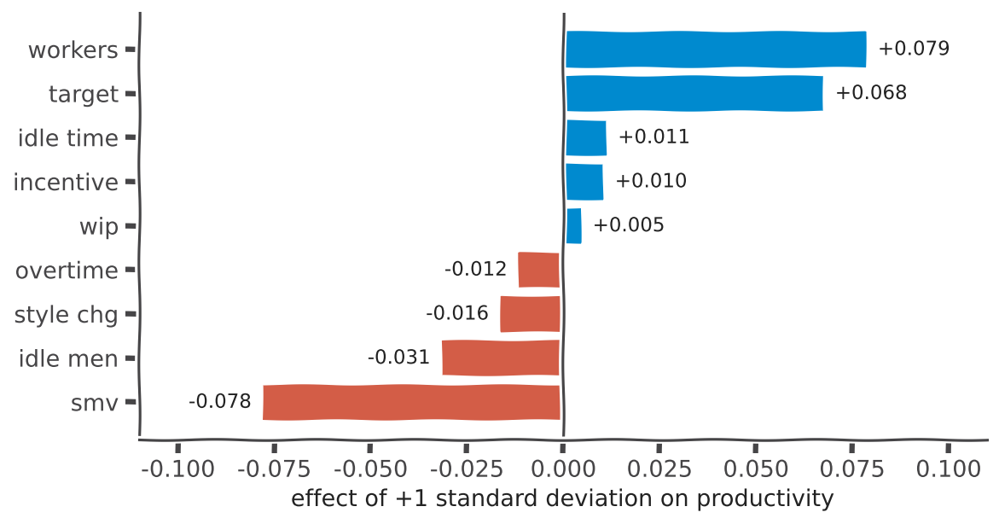 workers
+0.079
target
+0.068
idle time
+0.011
incentive
+0.010
wip
+0.005
overtime
-0.012
style chg
-0.016
idle men
-0.031
smv
-0.078
-0.100 -0.075 -0.050 -0.025 0.000 0.025 0.050 0.075 0.100
effect of +1 standard deviation on productivity